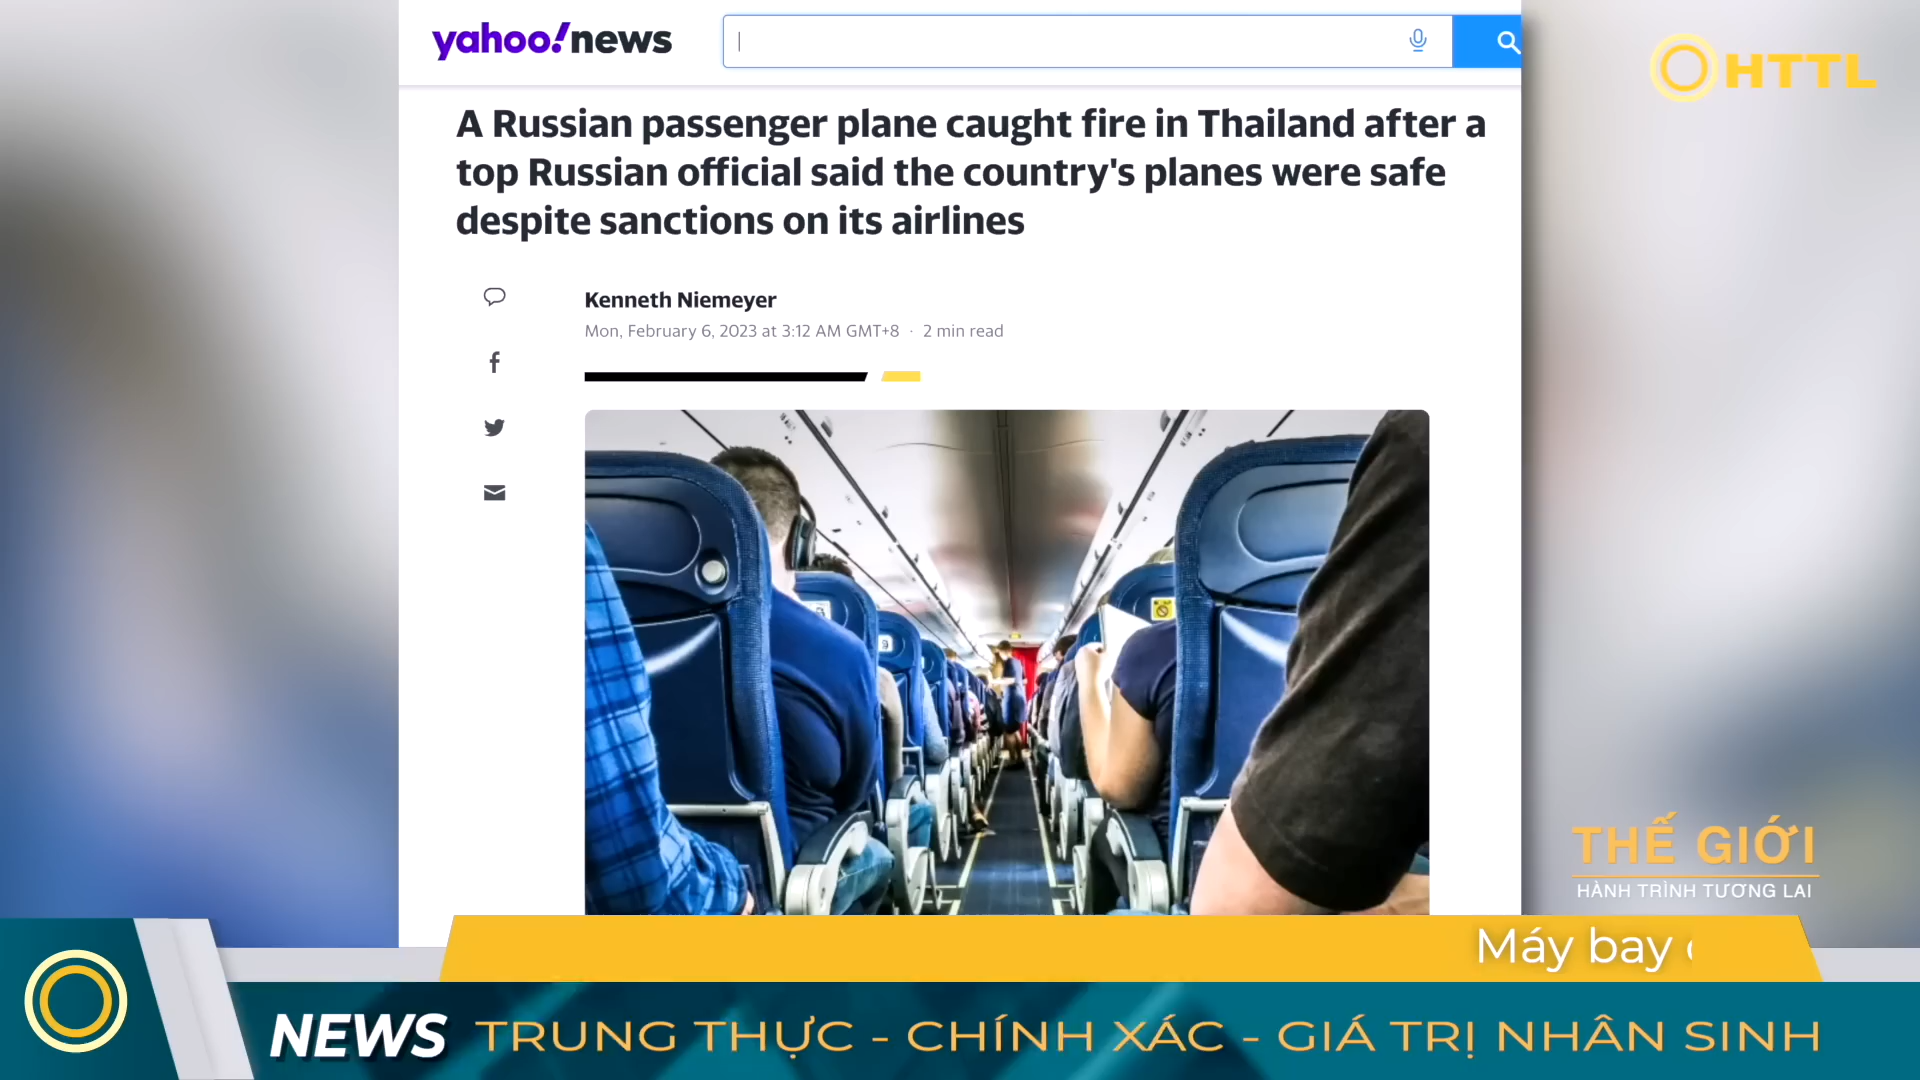 yahoo!news
HTTL
A Russian passenger plane caught fire in Thailand after a
top Russian official said the country's planes were safe
despite sanctions on its airlines
Kenneth Niemeyer
Mon, February 6, 2023 at 3:12 AM GMT+8 · 2 min read
THẾ GIỚI
HÀNH TRÌNH TƯƠNG LAI
Máy bay
NEWS TRUNG THỰC - CHÍNH XÁC - GIÁ TRỊ NHÂN SINH